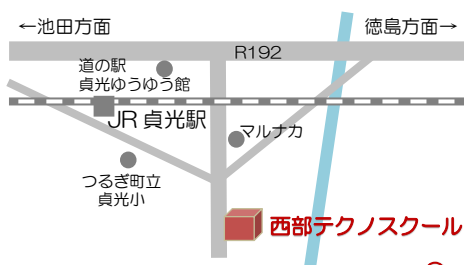 ←池田方面
徳島方面→
R192
道の駅
貞光ゆうゆう館
JR 貞光駅
マルナカ
つるぎ町立
貞光小
西部テクノスクール